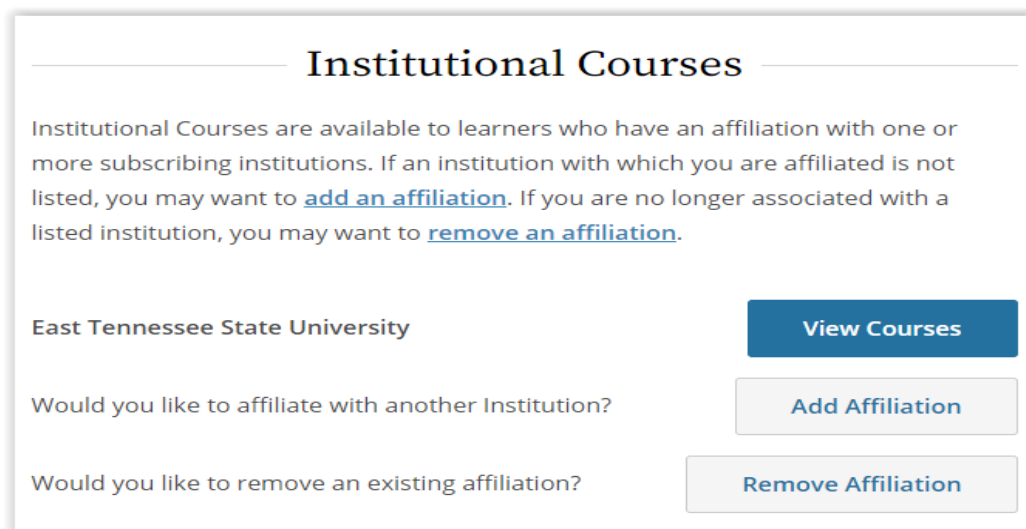 Institutional Courses
Institutional Courses are available to learners who have an affiliation with one or
more subscribing institutions. If an institution with which you are affiliated is not
listed, you may want to add an affiliation. If you are no longer associated with a
listed institution, you may want to remove an affiliation.
East Tennessee State University
View Courses
Would you like to affiliate with another Institution?
Add Affiliation
Would you like to remove an existing affiliation?
Remove Affiliation